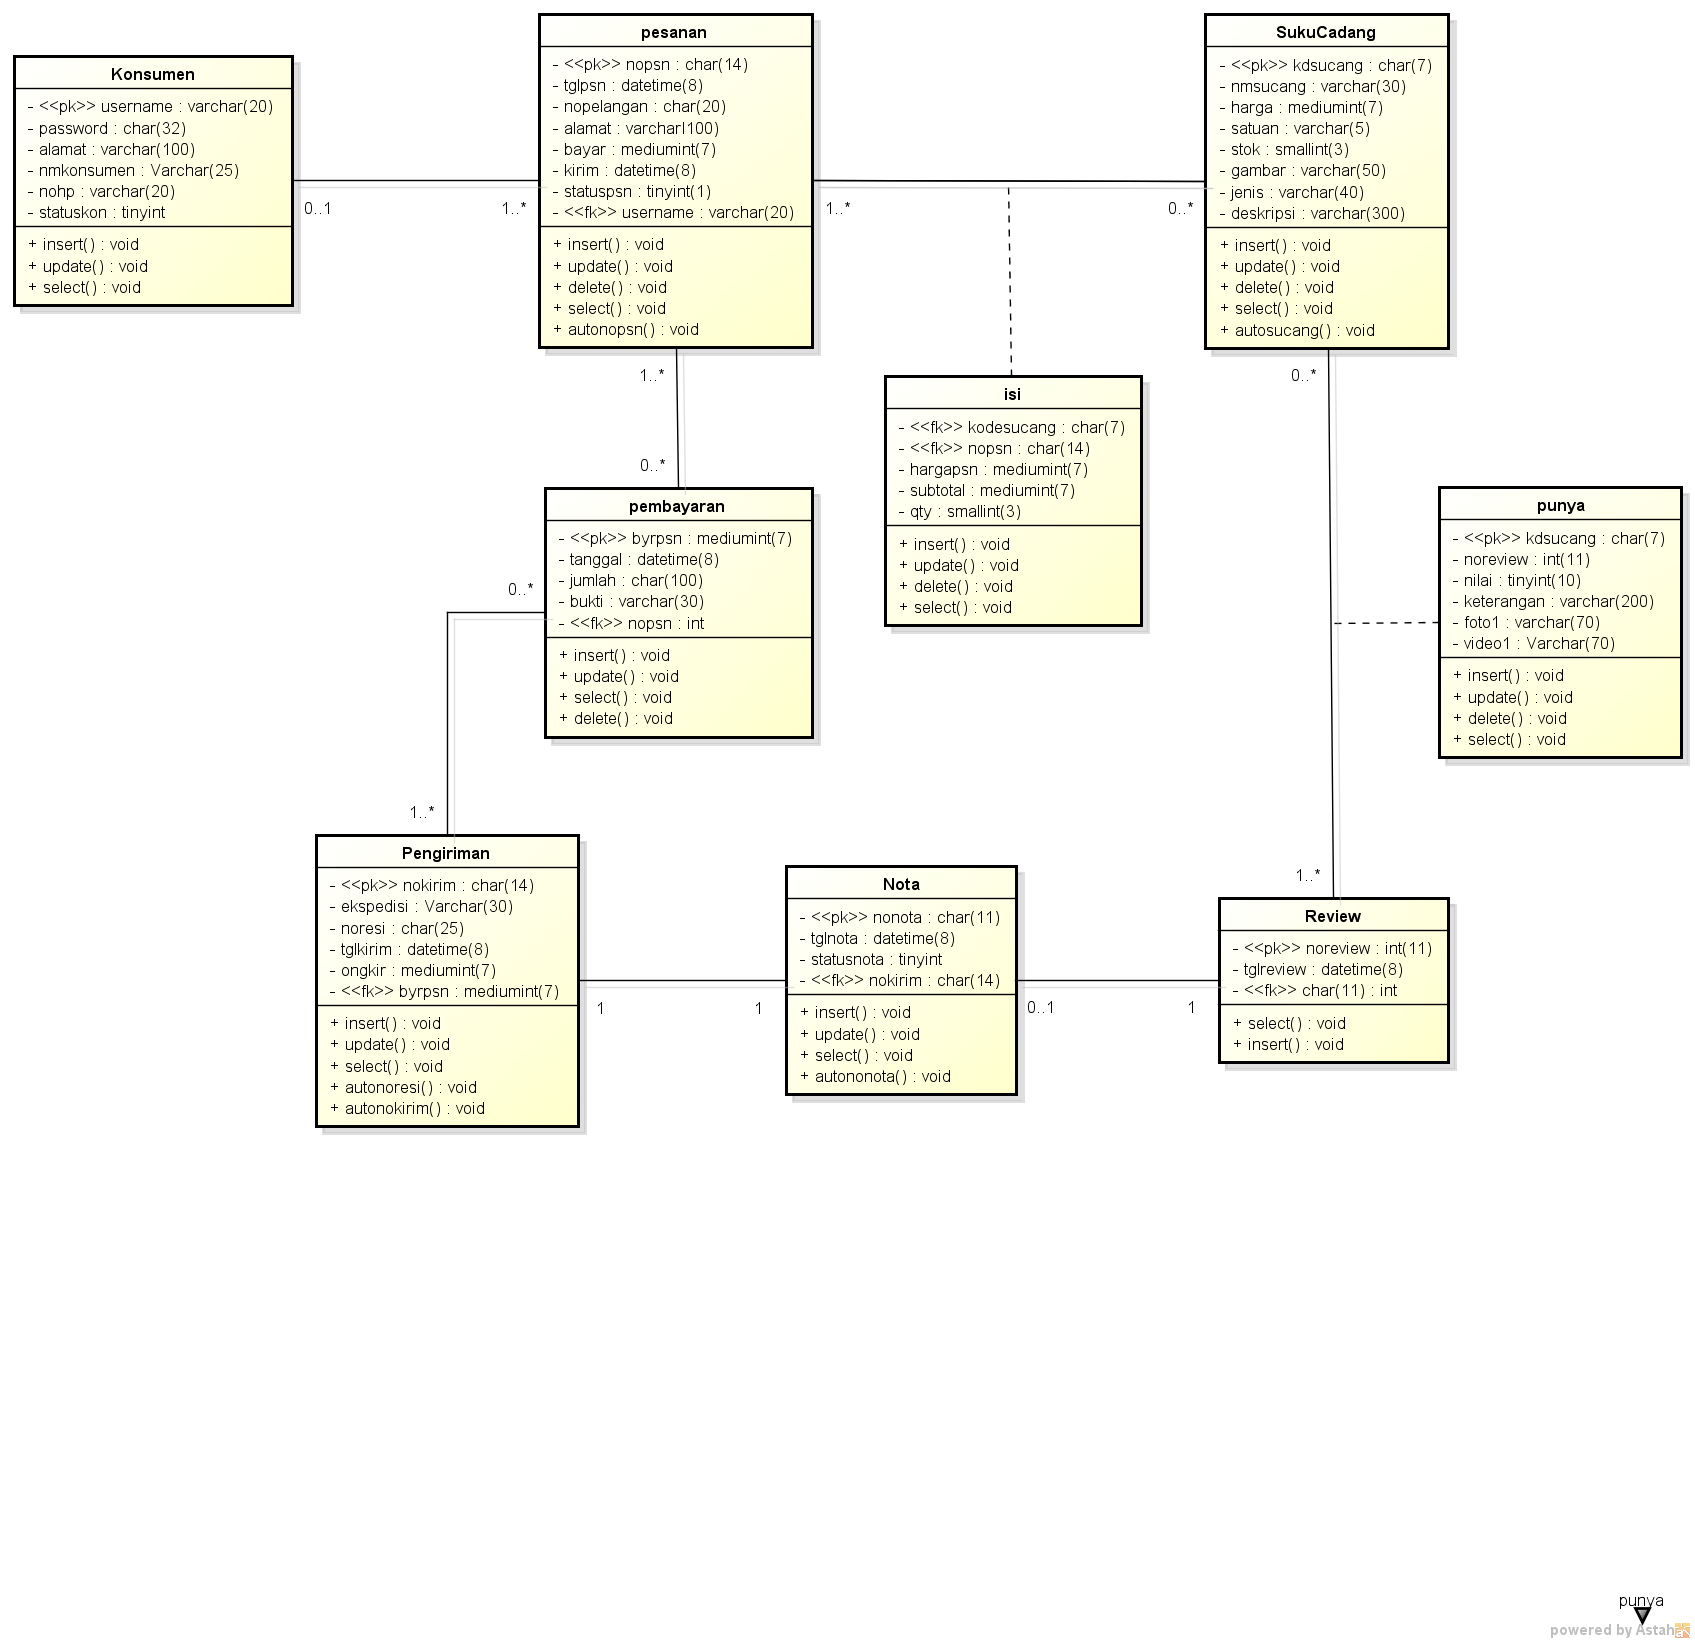 Konsumen
- <<pk>> username : varchar(20)
- password : char(32)
- alamat : varchar(100)
- nmkonsumen : Varchar(25)
- nohp : varchar(20)
- statuskon : tinyint
+ insert() : void
+ update() : void
+ select() : void
0..1
1..*
pesanan
- <<pk>> nopsn : char(14)
- tglpsn : datetime(8)
- nopelangan : char(20)
- alamat : varcharI100)
- bayar : mediumint(7)
- kirim : datetime(8)
- statuspsn : tinyint(1)
- <<fk>> username : varchar(20)
+ insert() : void
+ update() : void
+ delete() : void
+ select() : void
+ autonopsn() : void
1..*
0..*
SukuCadang
- <<pk>> kdsucang : char(7)
- nmsucang : varchar(30)
- harga : mediumint(7)
- satuan : varchar(5)
- stok : smallint(3)
- gambar : varchar(50)
- jenis : varchar(40)
- deskripsi : varchar(300)
+ insert() : void
+ update() : void
+ delete() : void
+ select() : void
+ autosucang() : void
1..*
0..*
0..*
isi
- <<fk>> kodesucang : char(7)
- <<fk>> nopsn : char(14)
- hargapsn : mediumint(7)
- subtotal : mediumint(7)
- qty : smallint(3)
+ insert() : void
+ update() : void
+ delete() : void
+ select() : void
pembayaran
- <<pk>> byrpsn : mediumint(7)
- tanggal : datetime(8)
- jumlah : char(100)
- bukti : varchar(30)
- <<fk>> nopsn : int
+ insert() : void
+ update() : void
+ select() : void
+ delete() : void
0..*
1..*
punya
- <<pk>> kdsucang : char(7)
- noreview : int(11)
- nilai : tinyint(10)
- keterangan : varchar(200)
- foto1 : varchar(70)
- video1 : Varchar(70)
+ insert() : void
+ update() : void
+ delete() : void
+ select() : void
Pengiriman
- <<pk>> nokirim : char(14)
- ekspedisi : Varchar(30)
- noresi : char(25)
- tglkirim : datetime(8)
- ongkir : mediumint(7)
- <<fk>> byrpsn : mediumint(7)
+ insert() : void
+ update() : void
+ select() : void
+ autonoresi() : void
+ autonokirim() : void
1
1
Nota
- <<pk>> nonota : char(11)
- tglnota : datetime(8)
- statusnota : tinyint
- <<fk>> nokirim : char(14)
+ insert() : void
+ update() : void
+ select() : void
+ autononota() : void
0..1
1
1..*
Review
- <<pk>> noreview : int(11)
- tglreview : datetime(8)
- <<fk>> char(11) : int
+ select() : void
+ insert() : void
punya
powered by Astah